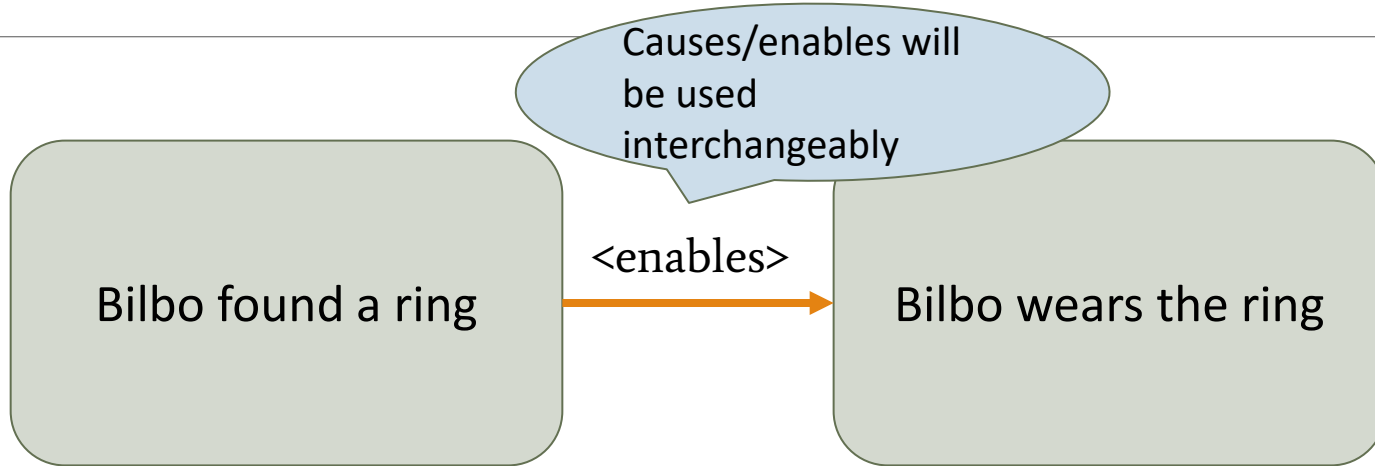 Causes/enables will
be used
interchangeably
<enables>
Bilbo found a ring
Bilbo wears the ring